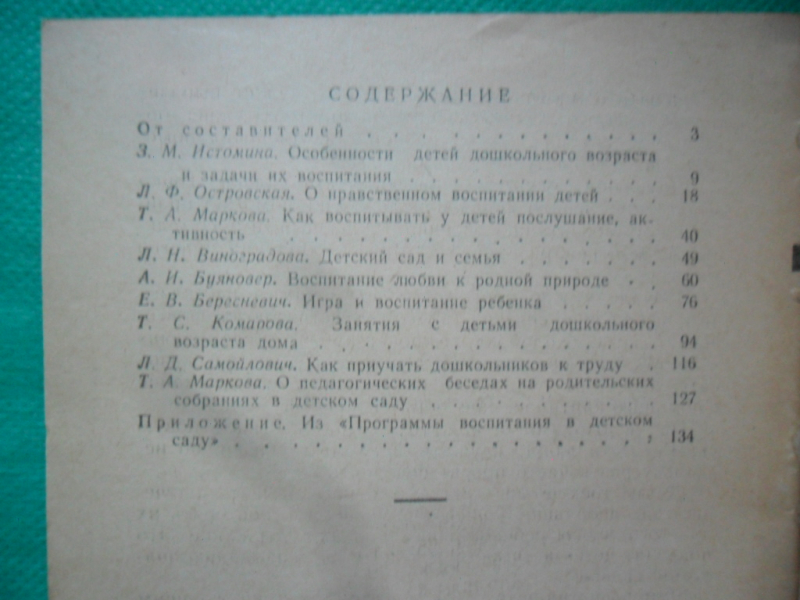 СОДЕРЖАНИЕ
От составителей . . . . . . . . . . . . . 3
З. М. Истомина. Особенности детей дошкольного возраста
и задачи их воспитания . . . . . . . . . . . 9
Л. Ф. Островская. О нравственном воспитании детей . . . 18
Т. А. Маркова. Как воспитывать у детей послушание, ак-
тивность . . . . . . . . . . . . . . . . 40
Л. Н. Виноградова. Детский сад и семья . . . . . . . 49
А. И. Буяновер. Воспитание любви к родной природе . . 60
Е. В. Бересневич. Игра и воспитание ребенка . . . . . 76
Т. С. Комарова. Занятия с детьми дошкольного
возраста дома . . . . . . . . . . . . . . 94
Л. Д. Самойлович. Как приучать дошкольников к труду . 116
Т. А. Маркова. О педагогических беседах на родительских
собраниях в детском саду . . . . . . . . . . 127
Приложение. Из «Программы воспитания в детском
саду» . . . . . . . . . . . . . . . . . 134